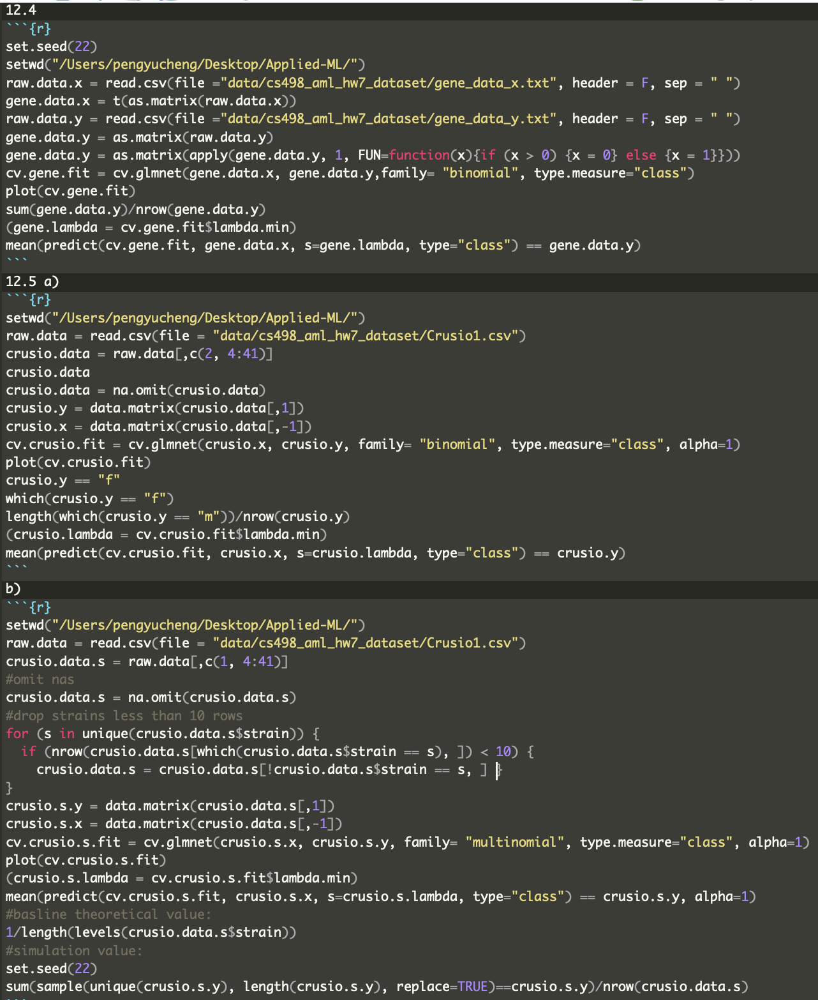 12.4
```{r}
set.seed(22)
setwd("/Users/pengyucheng/Desktop/Applied-ML/")
raw.data.x = read.csv(file ="data/cs498_aml_hw7_dataset/gene_data_x.txt", header = F, sep = " ")
gene.data.x = t(as.matrix(raw.data.x))
raw.data.y = read.csv(file ="data/cs498_aml_hw7_dataset/gene_data_y.txt", header = F, sep = " ")
gene.data.y = as.matrix(raw.data.y)
gene.data.y = as.matrix(apply(gene.data.y, 1, FUN=function(x){if (x > 0) {x = 0} else {x = 1}}))
cv.gene.fit = cv.glmnet(gene.data.x, gene.data.y,family= "binomial", type.measure="class")
plot(cv.gene.fit)
sum(gene.data.y)/nrow(gene.data.y)
(gene.lambda = cv.gene.fit$lambda.min)
mean(predict(cv.gene.fit, gene.data.x, s=gene.lambda, type="class") == gene.data.y)
```
12.5 a)
```{r}
setwd("/Users/pengyucheng/Desktop/Applied-ML/")
raw.data = read.csv(file = "data/cs498_aml_hw7_dataset/Crusio1.csv")
crusio.data = raw.data[,c(2, 4:41)]
crusio.data
crusio.data = na.omit(crusio.data)
crusio.y = data.matrix(crusio.data[,1])
crusio.x = data.matrix(crusio.data[,-1])
cv.crusio.fit = cv.glmnet(crusio.x, crusio.y, family= "binomial", type.measure="class", alpha=1)
plot(cv.crusio.fit)
crusio.y == "f"
which(crusio.y == "f")
length(which(crusio.y == "m"))/nrow(crusio.y)
(crusio.lambda = cv.crusio.fit$lambda.min)
mean(predict(cv.crusio.fit, crusio.x, s=crusio.lambda, type="class") == crusio.y)
```
b)
```{r}
setwd("/Users/pengyucheng/Desktop/Applied-ML/")
raw.data = read.csv(file = "data/cs498_aml_hw7_dataset/Crusio1.csv")
crusio.data.s = raw.data[,c(1, 4:41)]
#omit nas
crusio.data.s = na.omit(crusio.data.s)
#drop strains less than 10 rows
for (s in unique(crusio.data.s$strain)) {
  if (nrow(crusio.data.s[which(crusio.data.s$strain == s), ]) < 10) {
    crusio.data.s = crusio.data.s[!crusio.data.s$strain == s, ] }
}
crusio.s.y = data.matrix(crusio.data.s[,1])
crusio.s.x = data.matrix(crusio.data.s[,-1])
cv.crusio.s.fit = cv.glmnet(crusio.s.x, crusio.s.y, family= "multinomial", type.measure="class", alpha=1)
plot(cv.crusio.s.fit)
(crusio.s.lambda = cv.crusio.s.fit$lambda.min)
mean(predict(cv.crusio.s.fit, crusio.s.x, s=crusio.s.lambda, type="class") == crusio.s.y, alpha=1)
#basline theoretical value:
1/length(levels(crusio.data.s$strain))
#simulation value:
set.seed(22)
sum(sample(unique(crusio.s.y), length(crusio.s.y), replace=TRUE)==crusio.s.y)/nrow(crusio.data.s)
```